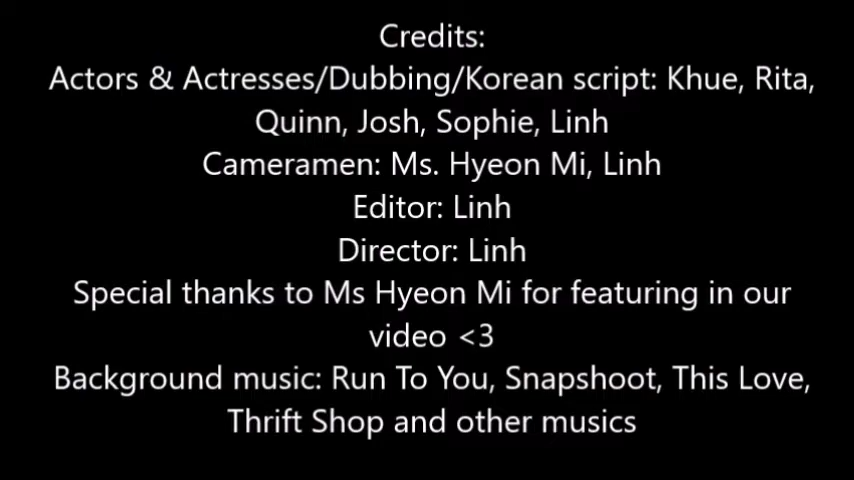 Credits:
Actors & Actresses/Dubbing/Korean script: Khue, Rita,
Quinn, Josh, Sophie, Linh
Cameramen: Ms. Hyeon Mi, Linh
Editor: Linh
Director: Linh
Special thanks to Ms Hyeon Mi for featuring in our
video <3
Background music: Run To You, Snapshoot, This Love,
Thrift Shop and other musics